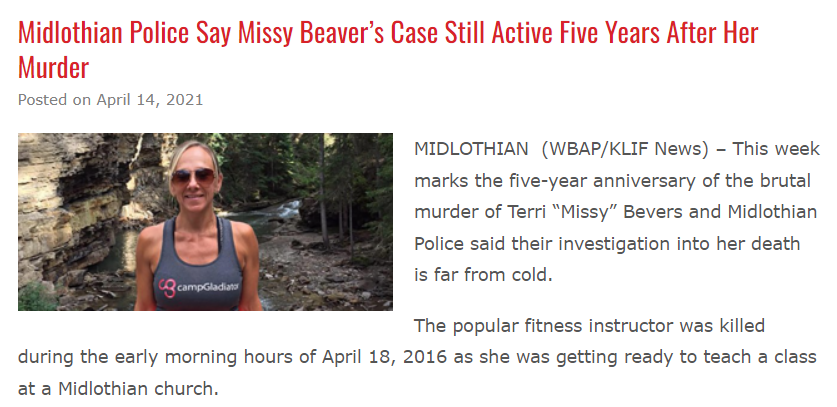 Midlothian Police Say Missy Beaver’s Case Still Active Five Years After Her
Murder
Posted on April 14, 2021
MIDLOTHIAN  (WBAP/KLIF News) – This week
marks the five-year anniversary of the brutal
murder of Terri “Missy” Bevers and Midlothian
Police said their investigation into her death
is far from cold.
campGladiator
The popular fitness instructor was killed
during the early morning hours of April 18, 2016 as she was getting ready to teach a class
at a Midlothian church.